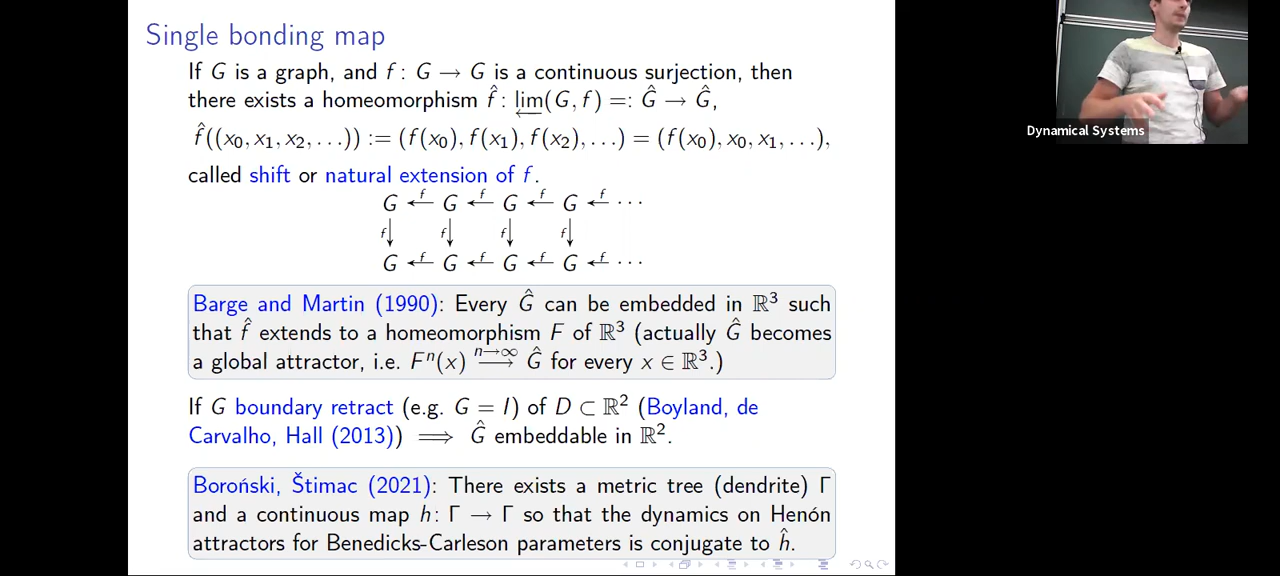 Single bonding map
If G is a graph, and f : G → G is a continuous surjection, then
there exists a homeomorphism f̂ : lim←(G, f) =: Ĝ → Ĝ,
f̂((x₀, x₁, x₂, . . .)) := (f(x₀), f(x₁), f(x₂), . . .) = (f(x₀), x₀, x₁, . . .),
called shift or natural extension of f.
G ←f G ←f G ←f G ←f · · ·
f↓ f↓ f↓ f↓
G ←f G ←f G ←f G ←f · · ·
Barge and Martin (1990): Every Ĝ can be embedded in ℝ³ such
that f̂ extends to a homeomorphism F of ℝ³ (actually Ĝ becomes
a global attractor, i.e. Fⁿ(x) n→∞⟶ Ĝ for every x ∈ ℝ³.)
If G boundary retract (e.g. G = I) of D ⊂ ℝ² (Boyland, de
Carvalho, Hall (2013)) ⟹ Ĝ embeddable in ℝ².
Boroński, Štimac (2021): There exists a metric tree (dendrite) Γ
and a continuous map h: Γ → Γ so that the dynamics on Henón
attractors for Benedicks-Carleson parameters is conjugate to ĥ.
Dynamical Systems